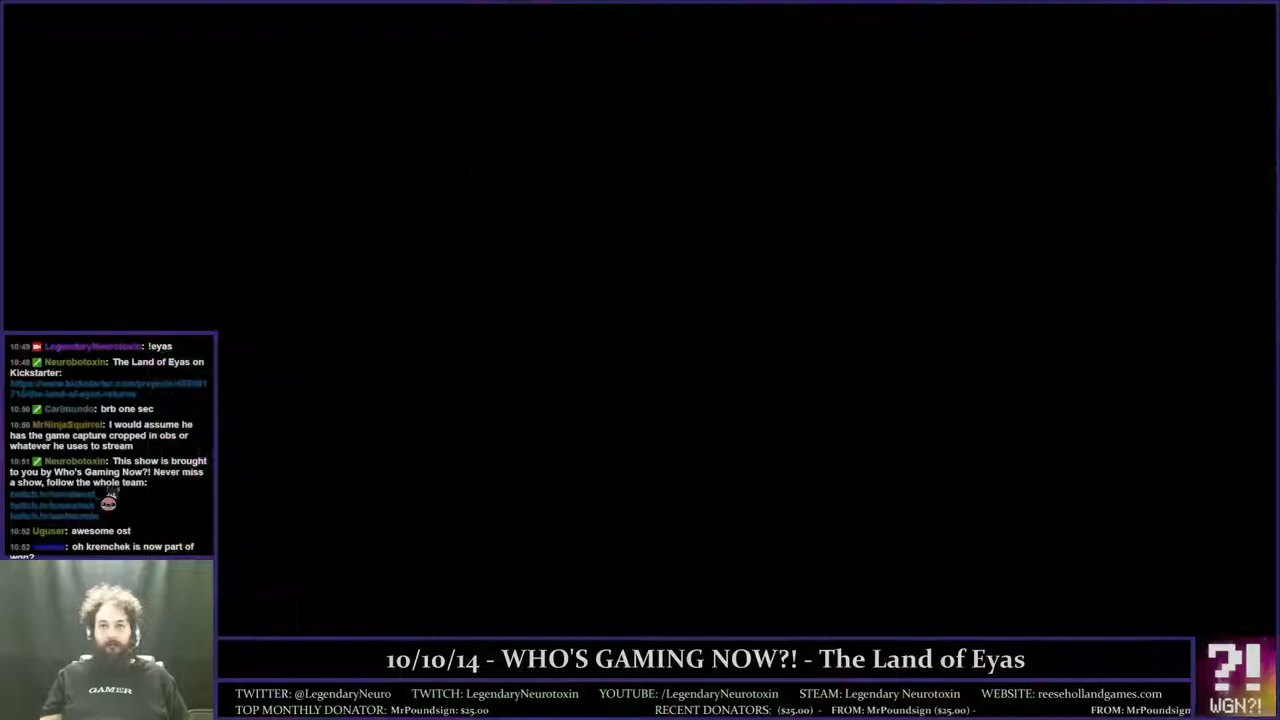 10:49 LegendaryNeurotoxin: !eyas
10:49 Neurobotoxin: The Land of Eyas on
Kickstarter:
10:50 Carlmundo: brb one sec
10:50 MrNinjaSquirrel: I would assume he
has the game capture cropped in obs or
whatever he uses to stream
10:51 Neurobotoxin: This show is brought
to you by Who's Gaming Now?! Never miss
a show, follow the whole team:
10:52 Uguser: awesome ost
10:52 oh kremchek is now part of
wgn?
GAMER
10/10/14 - WHO'S GAMING NOW?! - The Land of Eyas
TWITTER: @LegendaryNeuro TWITCH: LegendaryNeurotoxin YOUTUBE: /LegendaryNeurotoxin STEAM: Legendary Neurotoxin WEBSITE: reesehollandgames.com
TOP MONTHLY DONATOR: MrPoundsign: $25.00 RECENT DONATORS: ($25.00) - FROM: MrPoundsign ($25.00) - FROM: MrPoundsign
?!
WGN?!